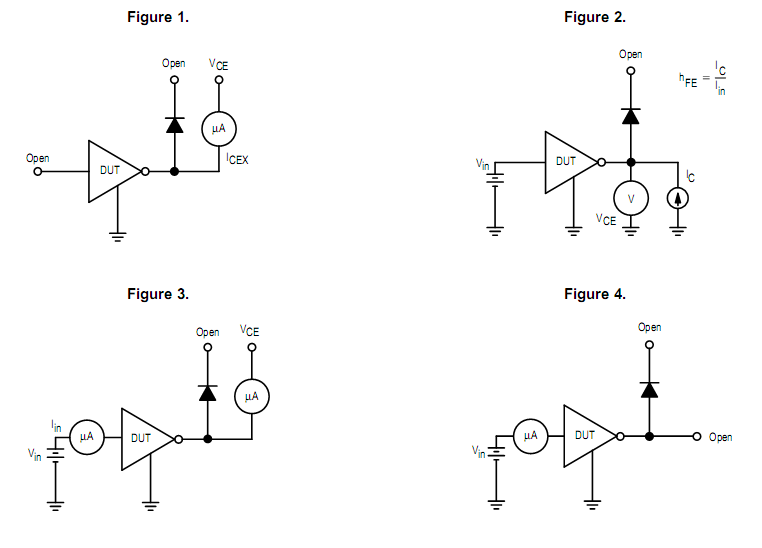 Figure 1.
Open
VCE
Open
DUT
µA
ICEX
Figure 2.
Open
hFE = IC
Iin
Vin
DUT
V
VCE
IC
Figure 3.
Open
VCE
Iin
µA
DUT
µA
Vin
Figure 4.
Open
Vin
µA
DUT
Open